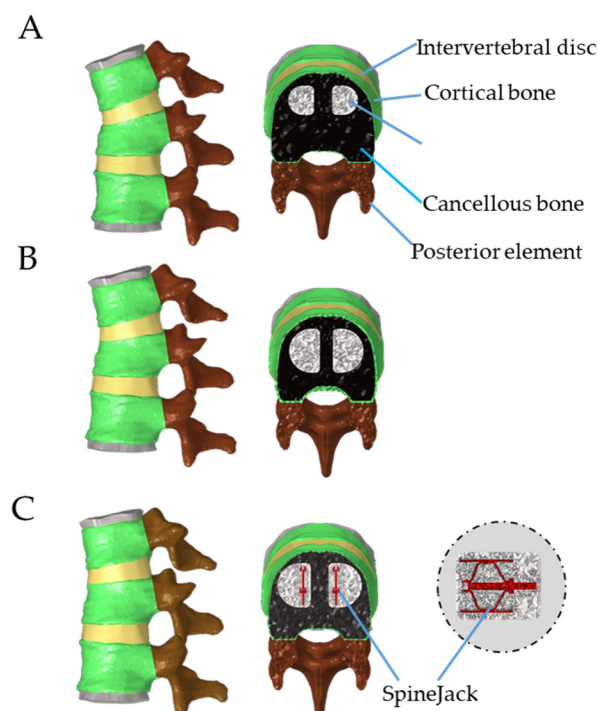 A
Intervertebral disc
Cortical bone
Cancellous bone
Posterior element
B
C
SpineJack